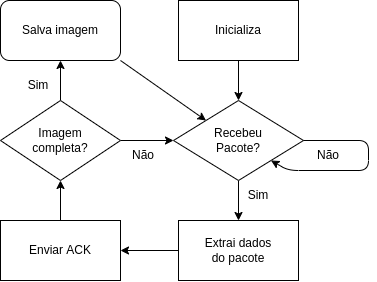 Salva imagem
Inicializa
Sim
Imagem
completa?
Não
Recebeu
Pacote?
Não
Sim
Enviar ACK
Extrai dados
do pacote